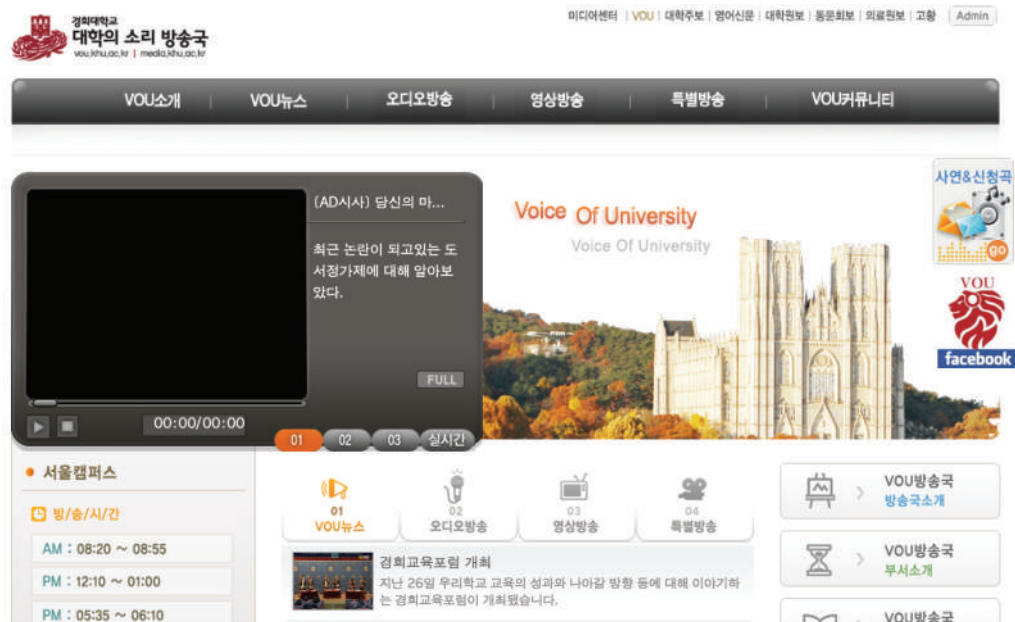 경희대학교
대학의 소리 방송국
vou.khu.ac.kr | media.khu.ac.kr
미디어센터 | VOU | 대학주보 | 영어신문 | 대학원보 | 동문회보 | 의료원보 | 고황
Admin
VOU소개 | VOU뉴스 | 오디오방송 | 영상방송 | 특별방송 | VOU커뮤니티
(AD시사) 당신의 마...
최근 논란이 되고있는 도
서정가제에 대해 알아보
았다.
FULL
00:00/00:00
01 02 03 실시간
Voice Of University
Voice Of University
사연&신청곡
go
VOU
facebook
서울캠퍼스
방/송/시/간
AM : 08:20 ~ 08:55
PM : 12:10 ~ 01:00
PM : 05:35 ~ 06:10
01
VOU뉴스
02
오디오방송
03
영상방송
04
특별방송
경희교육포럼 개최
지난 26일 우리학교 교육의 성과와 나아갈 방향 등에 대해 이야기하
는 경희교육포럼이 개최됐습니다.
VOU방송국
방송국소개
VOU방송국
부서소개
VOU방송국